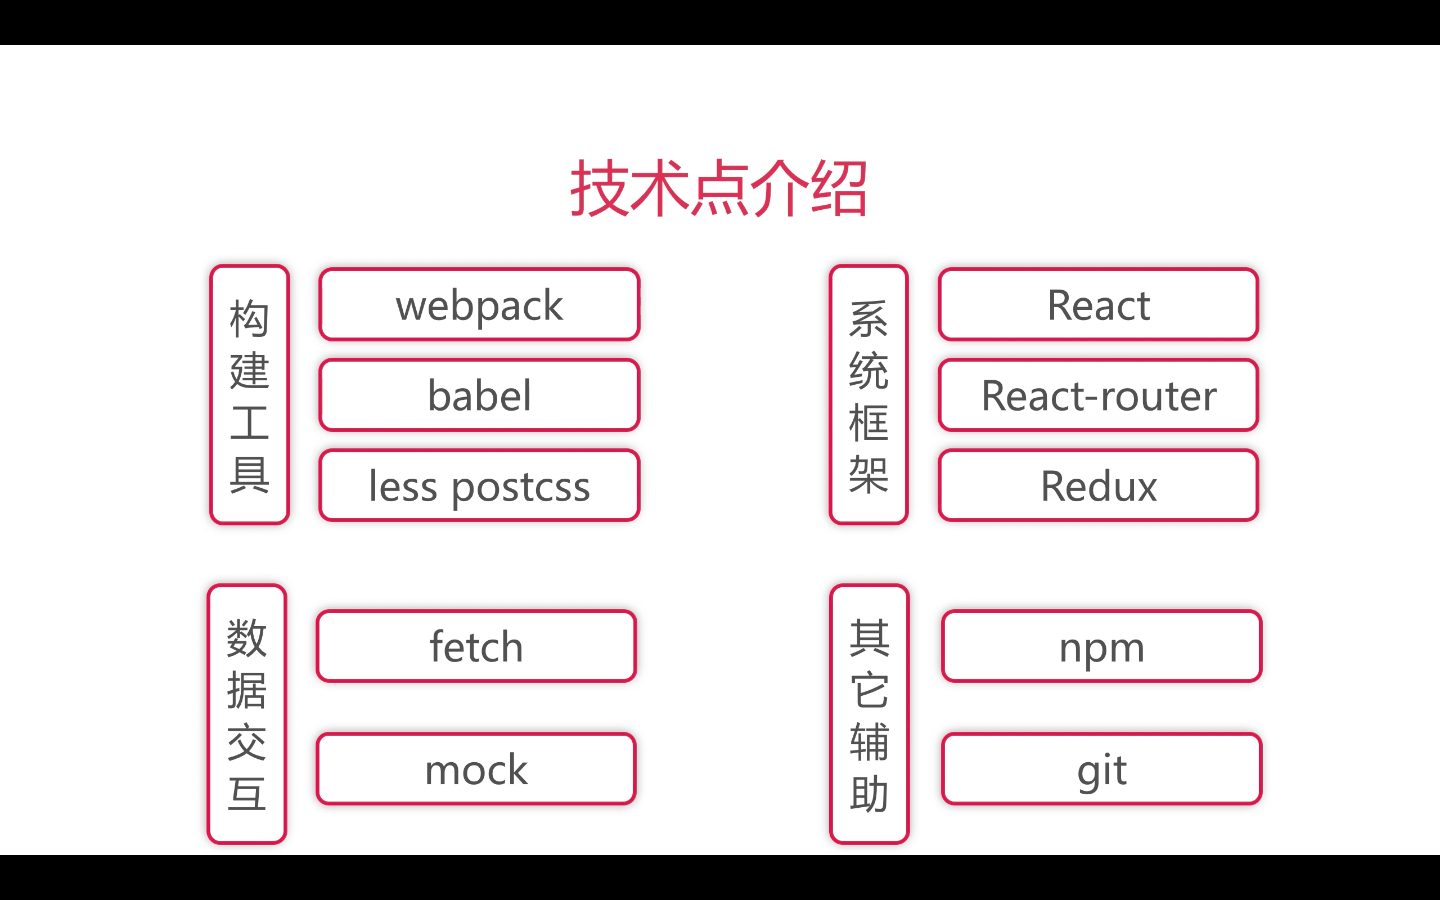 技术点介绍
构建工具
webpack
babel
less postcss
系统框架
React
React-router
Redux
数据交互
fetch
mock
其它辅助
npm
git